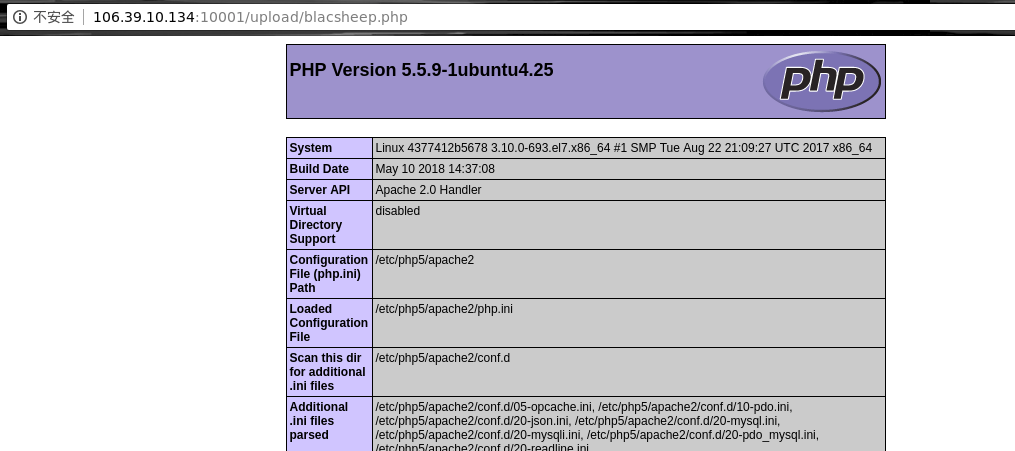 不安全 106.39.10.134:10001/upload/blacsheep.php
PHP Version 5.5.9-1ubuntu4.25
php
System Linux 4377412b5678 3.10.0-693.el7.x86_64 #1 SMP Tue Aug 22 21:09:27 UTC 2017 x86_64
Build Date May 10 2018 14:37:08
Server API Apache 2.0 Handler
Virtual disabled
Directory
Support
Configuration /etc/php5/apache2
File (php.ini)
Path
Loaded /etc/php5/apache2/php.ini
Configuration
File
Scan this dir /etc/php5/apache2/conf.d
for additional
.ini files
Additional /etc/php5/apache2/conf.d/05-opcache.ini, /etc/php5/apache2/conf.d/10-pdo.ini,
.ini files /etc/php5/apache2/conf.d/20-json.ini, /etc/php5/apache2/conf.d/20-mysql.ini,
parsed /etc/php5/apache2/conf.d/20-mysqli.ini, /etc/php5/apache2/conf.d/20-pdo_mysql.ini,
/etc/php5/apache2/conf.d/20-readline.ini